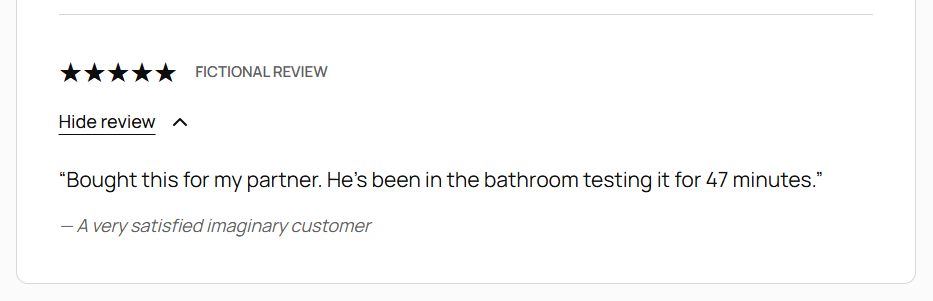 ★★★★★ FICTIONAL REVIEW
Hide review
“Bought this for my partner. He’s been in the bathroom testing it for 47 minutes.”
— A very satisfied imaginary customer